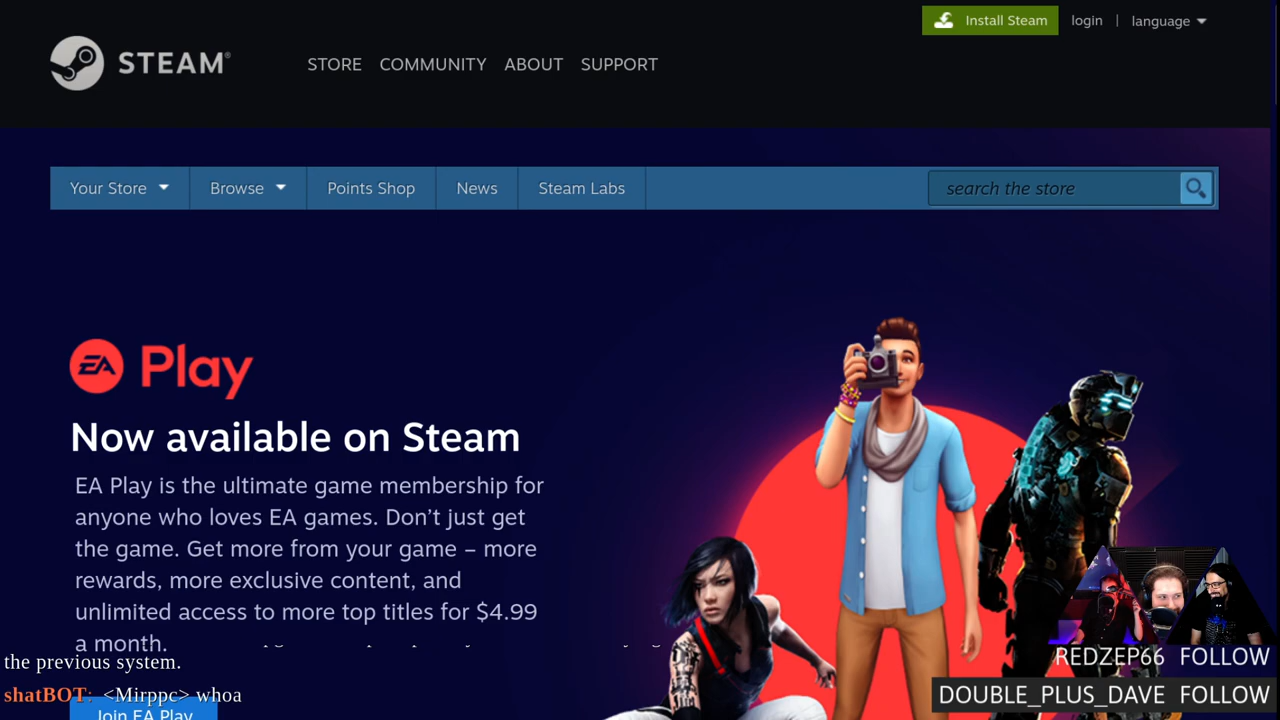 Install Steam login | language
STEAM®
STORE COMMUNITY ABOUT SUPPORT
Your Store Browse Points Shop News Steam Labs
search the store
EA Play
Now available on Steam
EA Play is the ultimate game membership for
anyone who loves EA games. Don't just get
the game. Get more from your game – more
rewards, more exclusive content, and
unlimited access to more top titles for $4.99
a month.
the previous system.
shatBOT: <Mirppc> whoa
Join EA Play
REDZEP66 FOLLOW
DOUBLE_PLUS_DAVE FOLLOW